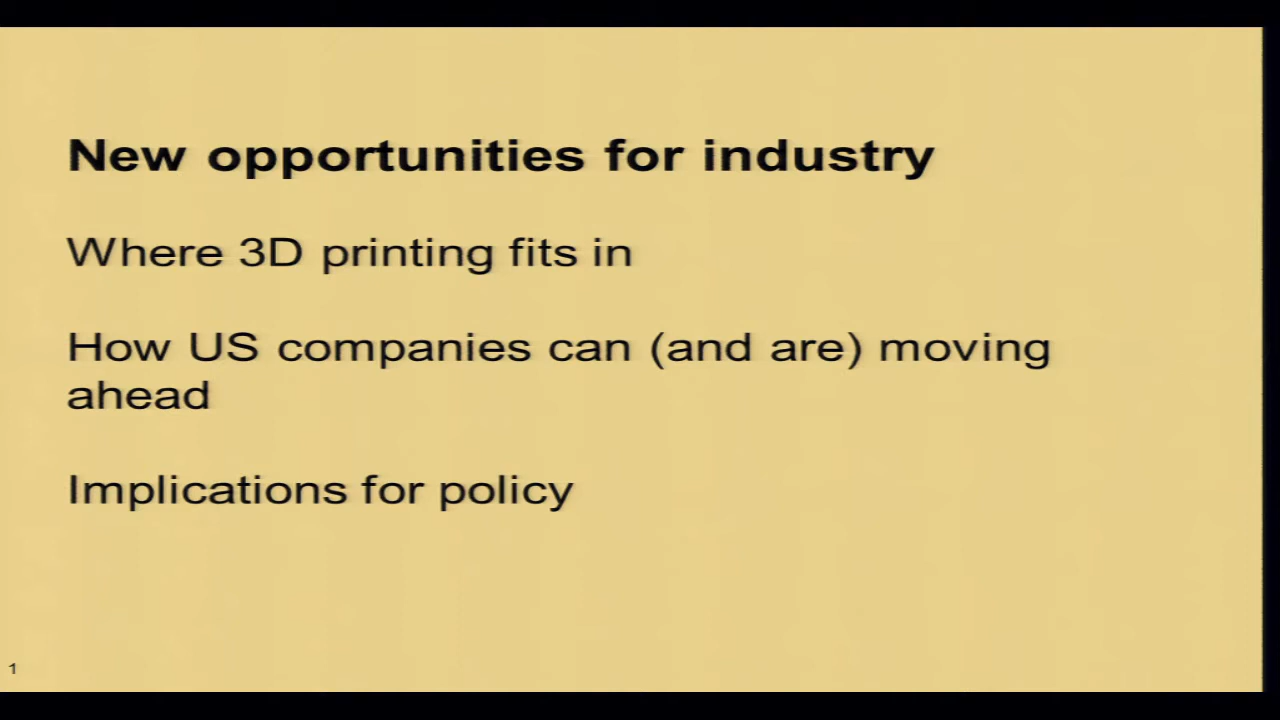 New opportunities for industry
Where 3D printing fits in
How US companies can (and are) moving
ahead
Implications for policy
1